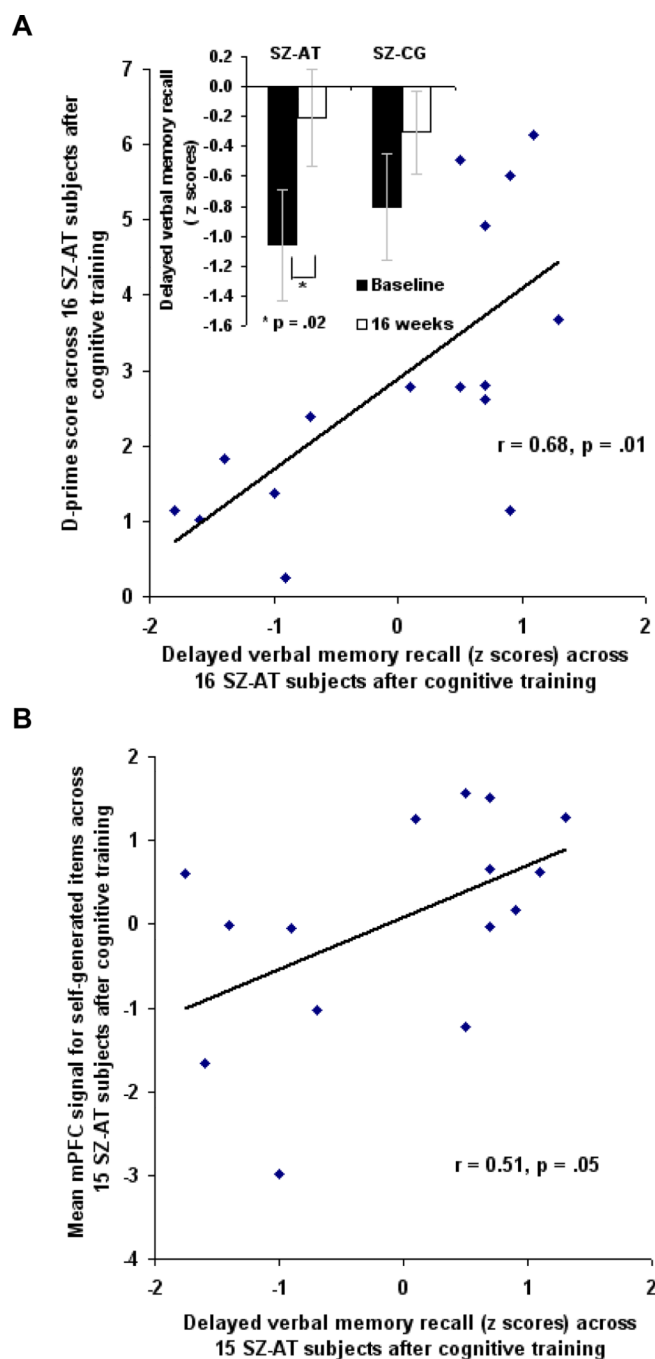 A
SZ-AT SZ-CG
0.2
0.0
-0.2
-0.4
-0.6
-0.8
-1.0
-1.2
-1.4
-1.6
Delayed verbal memory recall
( z scores)
*
* p = .02
Baseline
16 weeks
7
6
5
4
3
2
1
0
D-prime score across 16 SZ-AT subjects after
cognitive training
r = 0.68, p = .01
-2 -1 0 1 2
Delayed verbal memory recall (z scores) across
16 SZ-AT subjects after cognitive training
B
2
1
0
-1
-2
-3
-4
Mean mPFC signal for self-generated items across
15 SZ-AT subjects after cognitive training
r = 0.51, p = .05
-2 -1 0 1 2
Delayed verbal memory recall (z scores) across
15 SZ-AT subjects after cognitive training